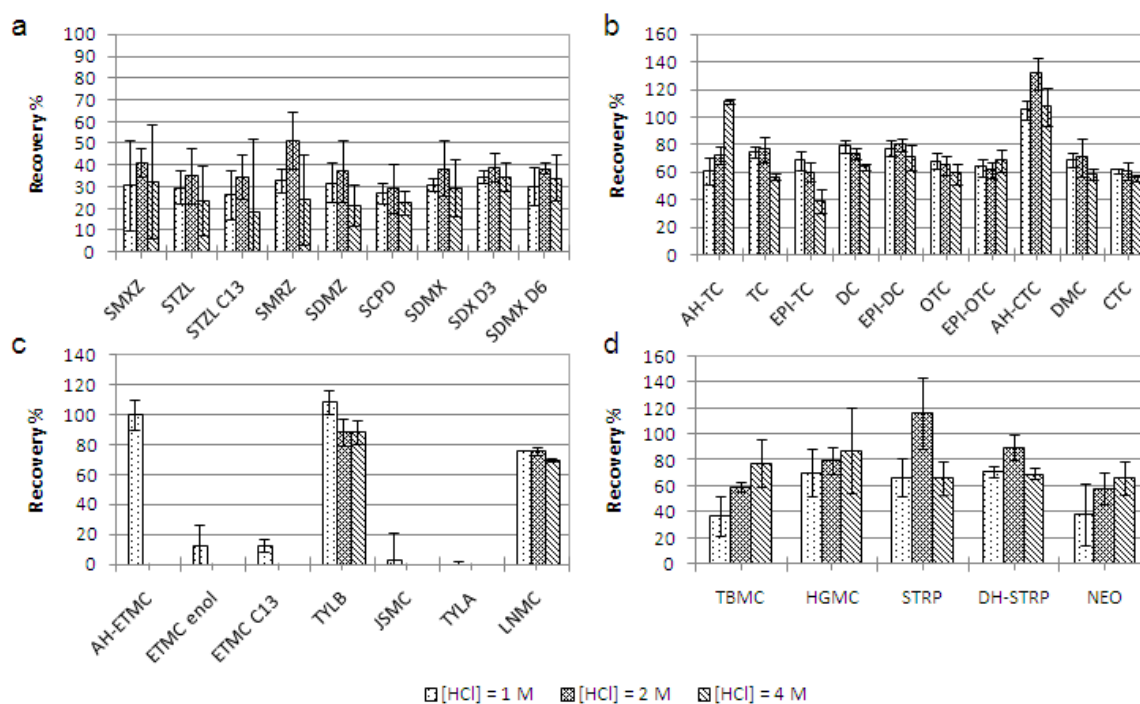 a
Recovery %
100
90
80
70
60
50
40
30
20
10
0
SMXZ
STZL
STZL C13
SMRZ
SDMZ
SCPD
SDMX
SDX D3
SDMX D6
b
Recovery %
160
140
120
100
80
60
40
20
0
AH-TC
TC
EPI-TC
DC
EPI-DC
OTC
EPI-OTC
AH-CTC
DMC
CTC
c
Recovery %
140
120
100
80
60
40
20
0
AH-ETMC
ETMC enol
ETMC C13
TYLB
JSMC
TYLA
LNMC
d
Recovery %
160
140
120
100
80
60
40
20
0
TBMC HGMC STRP DH-STRP NEO
[HCl] = 1 M [HCl] = 2 M [HCl] = 4 M